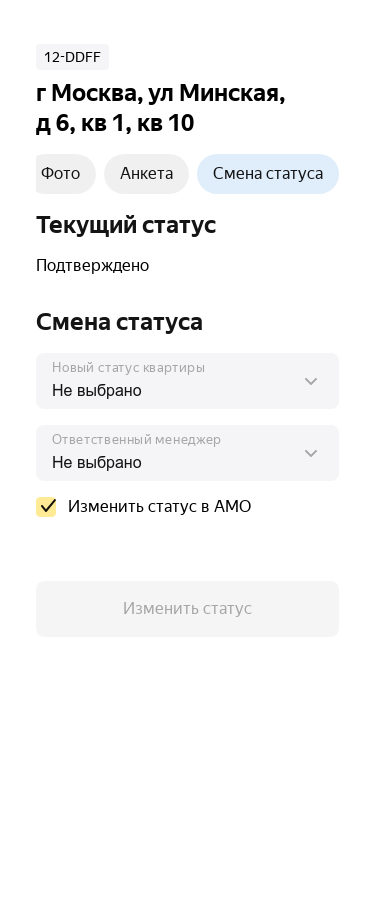 12-DDFF
г Москва, ул Минская,
д 6, кв 1, кв 10
Фото
Анкета
Смена статуса
Текущий статус
Подтверждено
Смена статуса
Новый статус квартиры
Не выбрано
Ответственный менеджер
Не выбрано
Изменить статус в АМО
Изменить статус